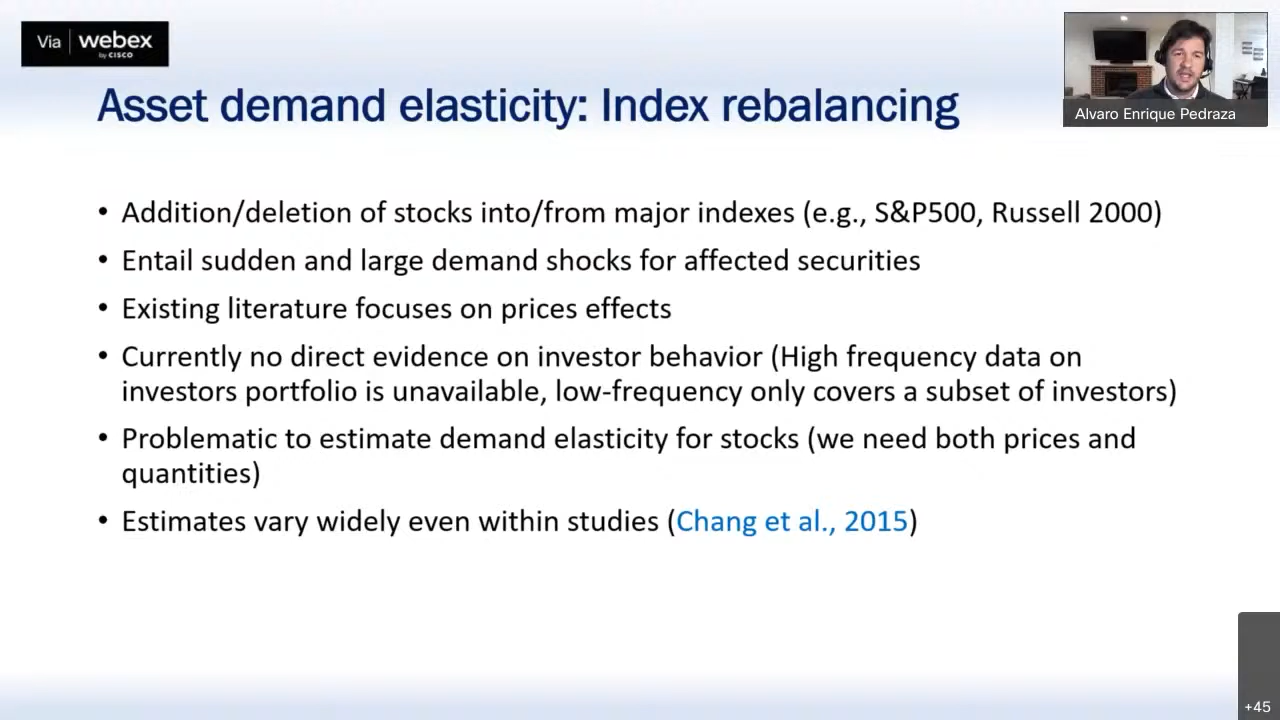 Via webex
by CISCO
Alvaro Enrique Pedraza
Asset demand elasticity: Index rebalancing
• Addition/deletion of stocks into/from major indexes (e.g., S&P500, Russell 2000)
• Entail sudden and large demand shocks for affected securities
• Existing literature focuses on prices effects
• Currently no direct evidence on investor behavior (High frequency data on
investors portfolio is unavailable, low-frequency only covers a subset of investors)
• Problematic to estimate demand elasticity for stocks (we need both prices and
quantities)
• Estimates vary widely even within studies (Chang et al., 2015)
+45